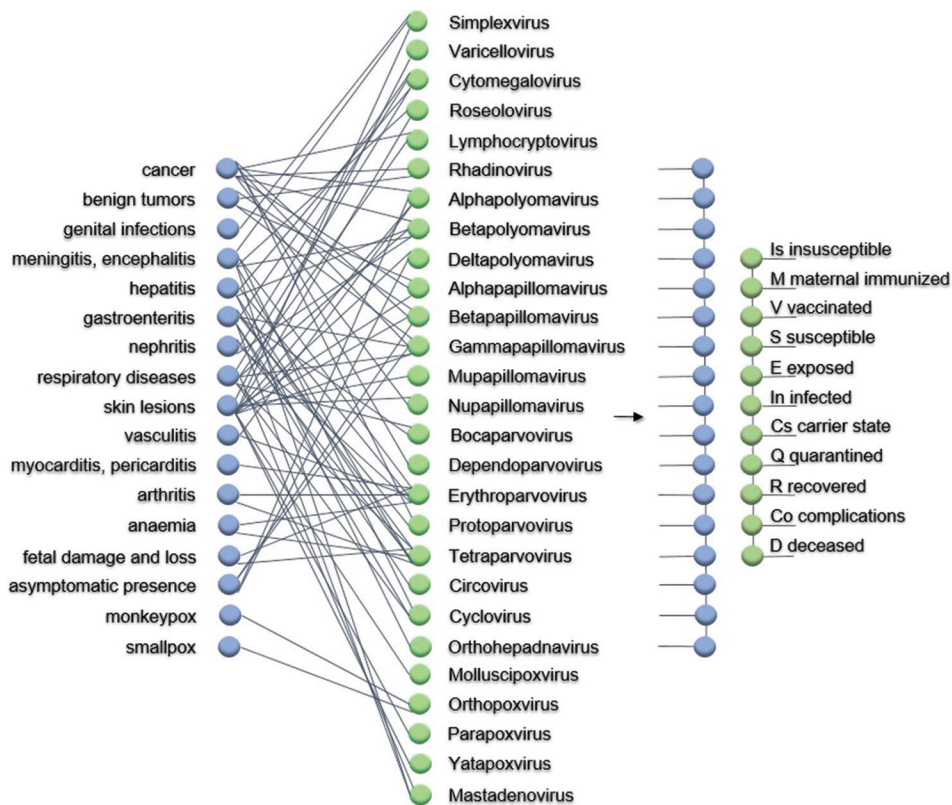 cancer
benign tumors
genital infections
meningitis, encephalitis
hepatitis
gastroenteritis
nephritis
respiratory diseases
skin lesions
vasculitis
myocarditis, pericarditis
arthritis
anaemia
fetal damage and loss
asymptomatic presence
monkeypox
smallpox
Simplexvirus
Varicellovirus
Cytomegalovirus
Roseolovirus
Lymphocryptovirus
Rhadinovirus
Alphapolyomavirus
Betapolyomavirus
Deltapolyomavirus
Alphapapillomavirus
Betapapillomavirus
Gammapapillomavirus
Mupapillomavirus
Nupapillomavirus
Bocaparvovirus
Dependoparvovirus
Erythroparvovirus
Protoparvovirus
Tetraparvovirus
Circovirus
Cyclovirus
Orthohepadnavirus
Molluscipoxvirus
Orthopoxvirus
Parapoxvirus
Yatapoxvirus
Mastadenovirus
Is insusceptible
M maternal immunized
V vaccinated
S susceptible
E exposed
In infected
Cs carrier state
Q quarantined
R recovered
Co complications
D deceased